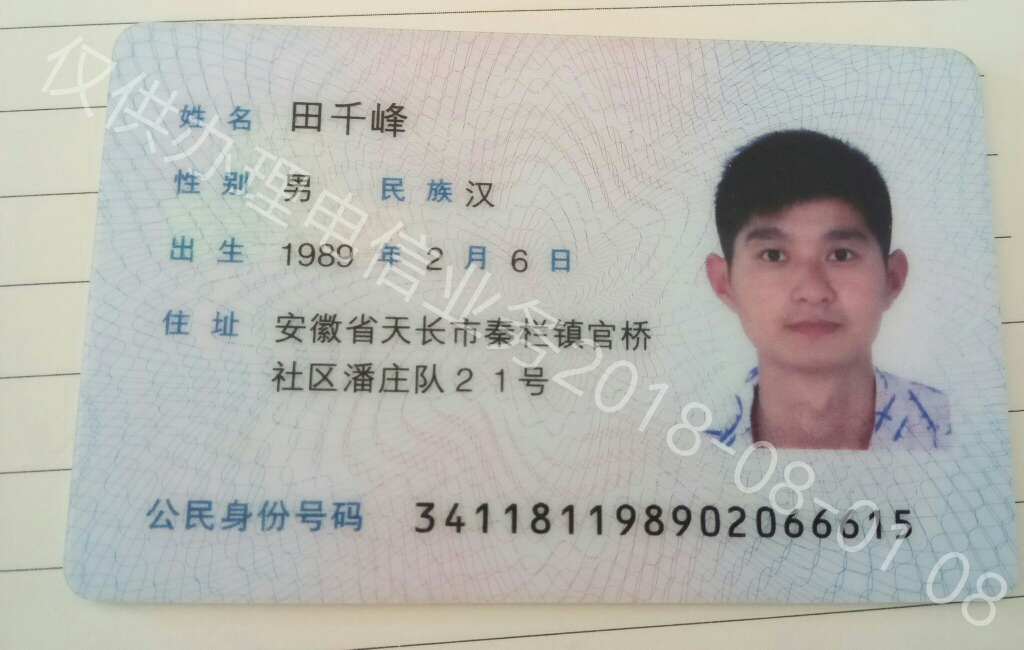 姓名 田千峰
性别 男 民族 汉
出生 1989 年 2 月 6 日
住址 安徽省天长市秦栏镇官桥
社区潘庄队21号
公民身份号码 341181198902066615
仅供办理电信业务2018-08-01 08